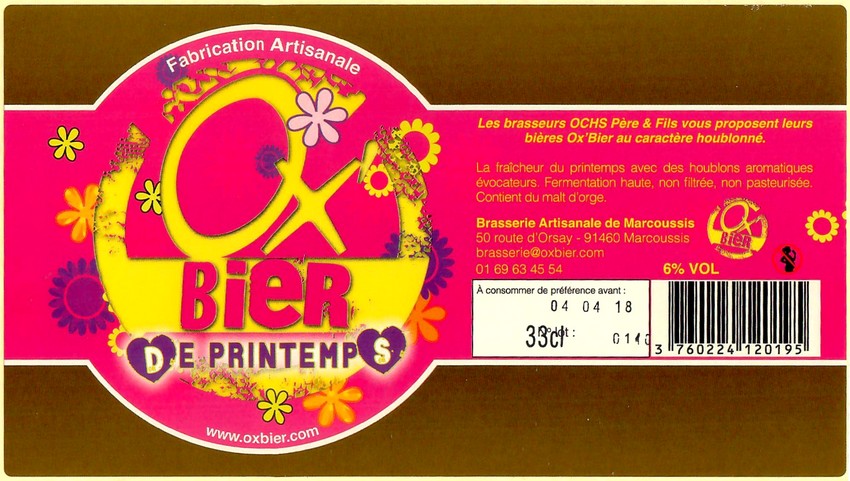 Fabrication Artisanale
Ox'
BieR
DE PRINTEMPS
www.oxbier.com
Les brasseurs OCHS Père & Fils vous proposent leurs
bières Ox'Bier au caractère houblonné.
La fraîcheur du printemps avec des houblons aromatiques
évocateurs. Fermentation haute, non filtrée, non pasteurisée.
Contient du malt d'orge.
Brasserie Artisanale de Marcoussis
50 route d'Orsay - 91460 Marcoussis
brasserie@oxbier.com
01 69 63 45 54
6% VOL
Ox
BieR
À consommer de préférence avant :
04 04 18
N° lot :
33cl
3 760224 120195